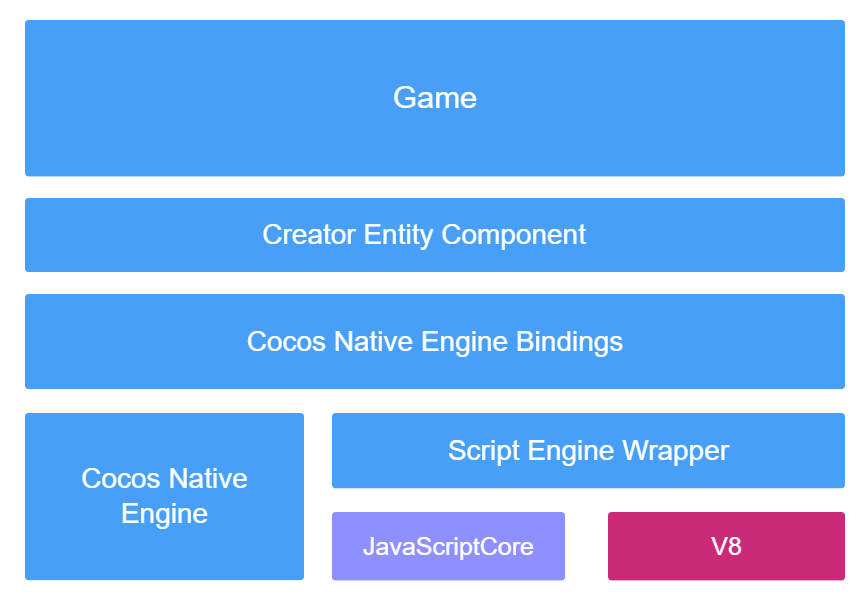 Game
Creator Entity Component
Cocos Native Engine Bindings
Cocos Native
Engine
Script Engine Wrapper
JavaScriptCore
V8